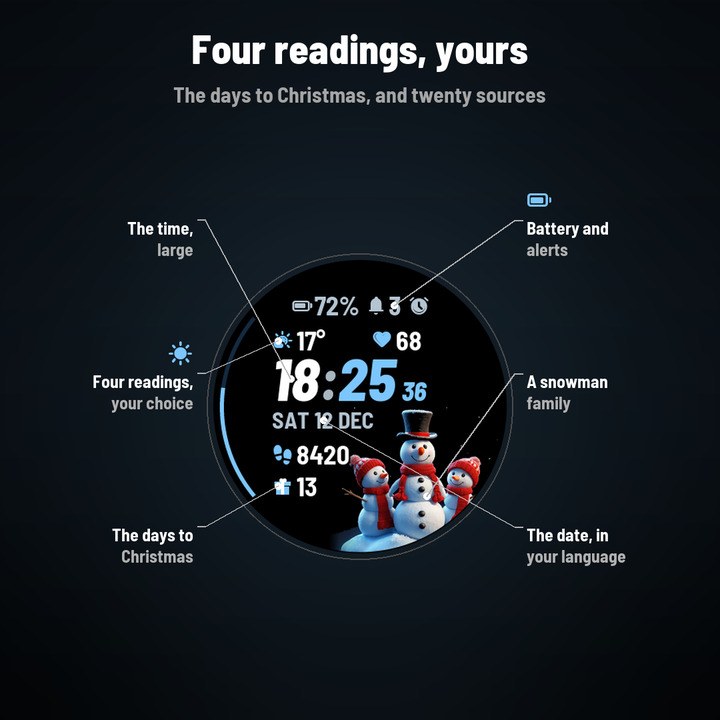 Four readings, yours
The days to Christmas, and twenty sources
The time,
large
Battery and
alerts
72% 3
17° 68
18:25 36
SAT 12 DEC
8420
13
Four readings,
your choice
A snowman
family
The days to
Christmas
The date, in
your language